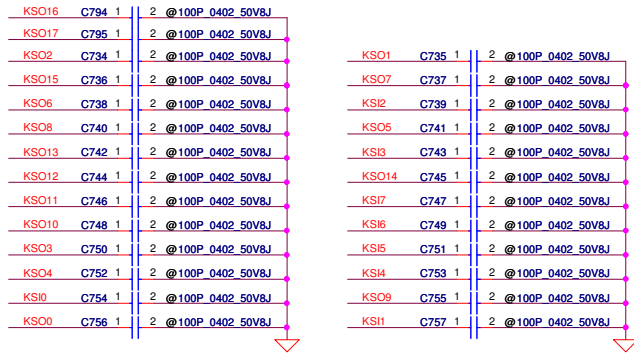 KSO16 C794 1 2 @100P_0402_50V8J
KSO17 C795 1 2 @100P_0402_50V8J
KSO2 C734 1 2 @100P_0402_50V8J
KSO15 C736 1 2 @100P_0402_50V8J
KSO6 C738 1 2 @100P_0402_50V8J
KSO8 C740 1 2 @100P_0402_50V8J
KSO13 C742 1 2 @100P_0402_50V8J
KSO12 C744 1 2 @100P_0402_50V8J
KSO11 C746 1 2 @100P_0402_50V8J
KSO10 C748 1 2 @100P_0402_50V8J
KSO3 C750 1 2 @100P_0402_50V8J
KSO4 C752 1 2 @100P_0402_50V8J
KSI0 C754 1 2 @100P_0402_50V8J
KSO0 C756 1 2 @100P_0402_50V8J
KSO1 C735 1 2 @100P_0402_50V8J
KSO7 C737 1 2 @100P_0402_50V8J
KSI2 C739 1 2 @100P_0402_50V8J
KSO5 C741 1 2 @100P_0402_50V8J
KSI3 C743 1 2 @100P_0402_50V8J
KSO14 C745 1 2 @100P_0402_50V8J
KSI7 C747 1 2 @100P_0402_50V8J
KSI6 C749 1 2 @100P_0402_50V8J
KSI5 C751 1 2 @100P_0402_50V8J
KSI4 C753 1 2 @100P_0402_50V8J
KSO9 C755 1 2 @100P_0402_50V8J
KSI1 C757 1 2 @100P_0402_50V8J